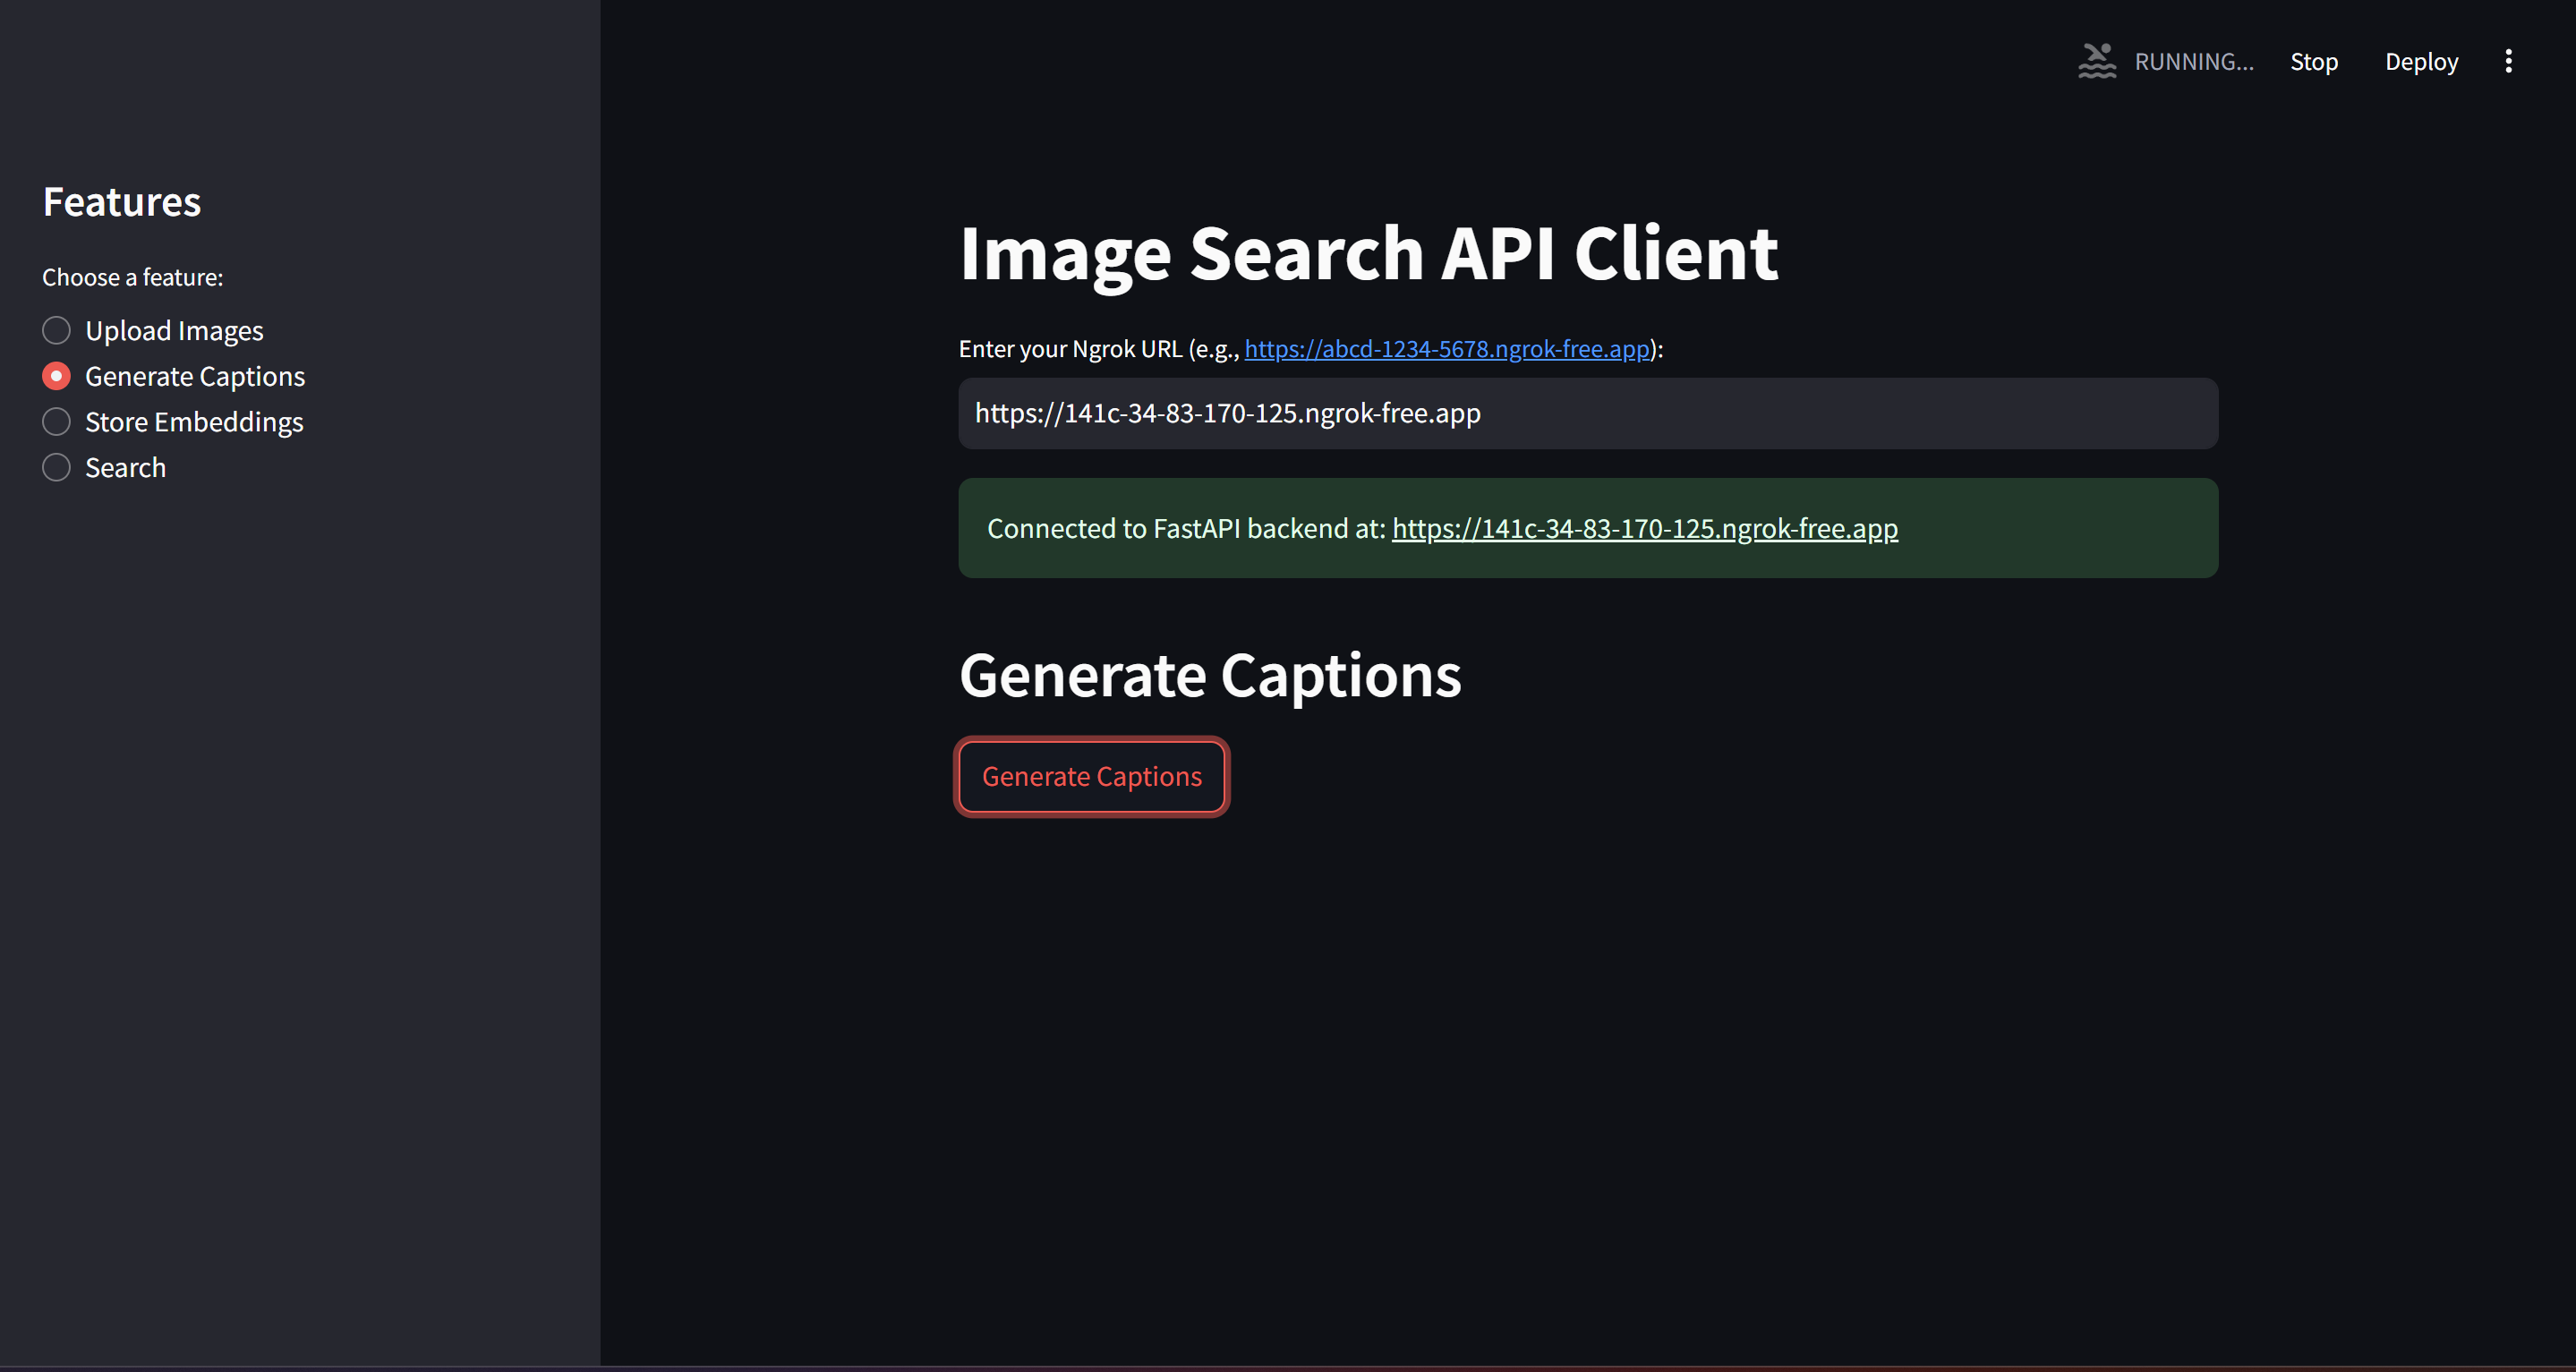 RUNNING...
Stop
Deploy
Features
Choose a feature:
Upload Images
Generate Captions
Store Embeddings
Search
Image Search API Client
Enter your Ngrok URL (e.g., https://abcd-1234-5678.ngrok-free.app):
https://141c-34-83-170-125.ngrok-free.app
Connected to FastAPI backend at: https://141c-34-83-170-125.ngrok-free.app
Generate Captions
Generate Captions